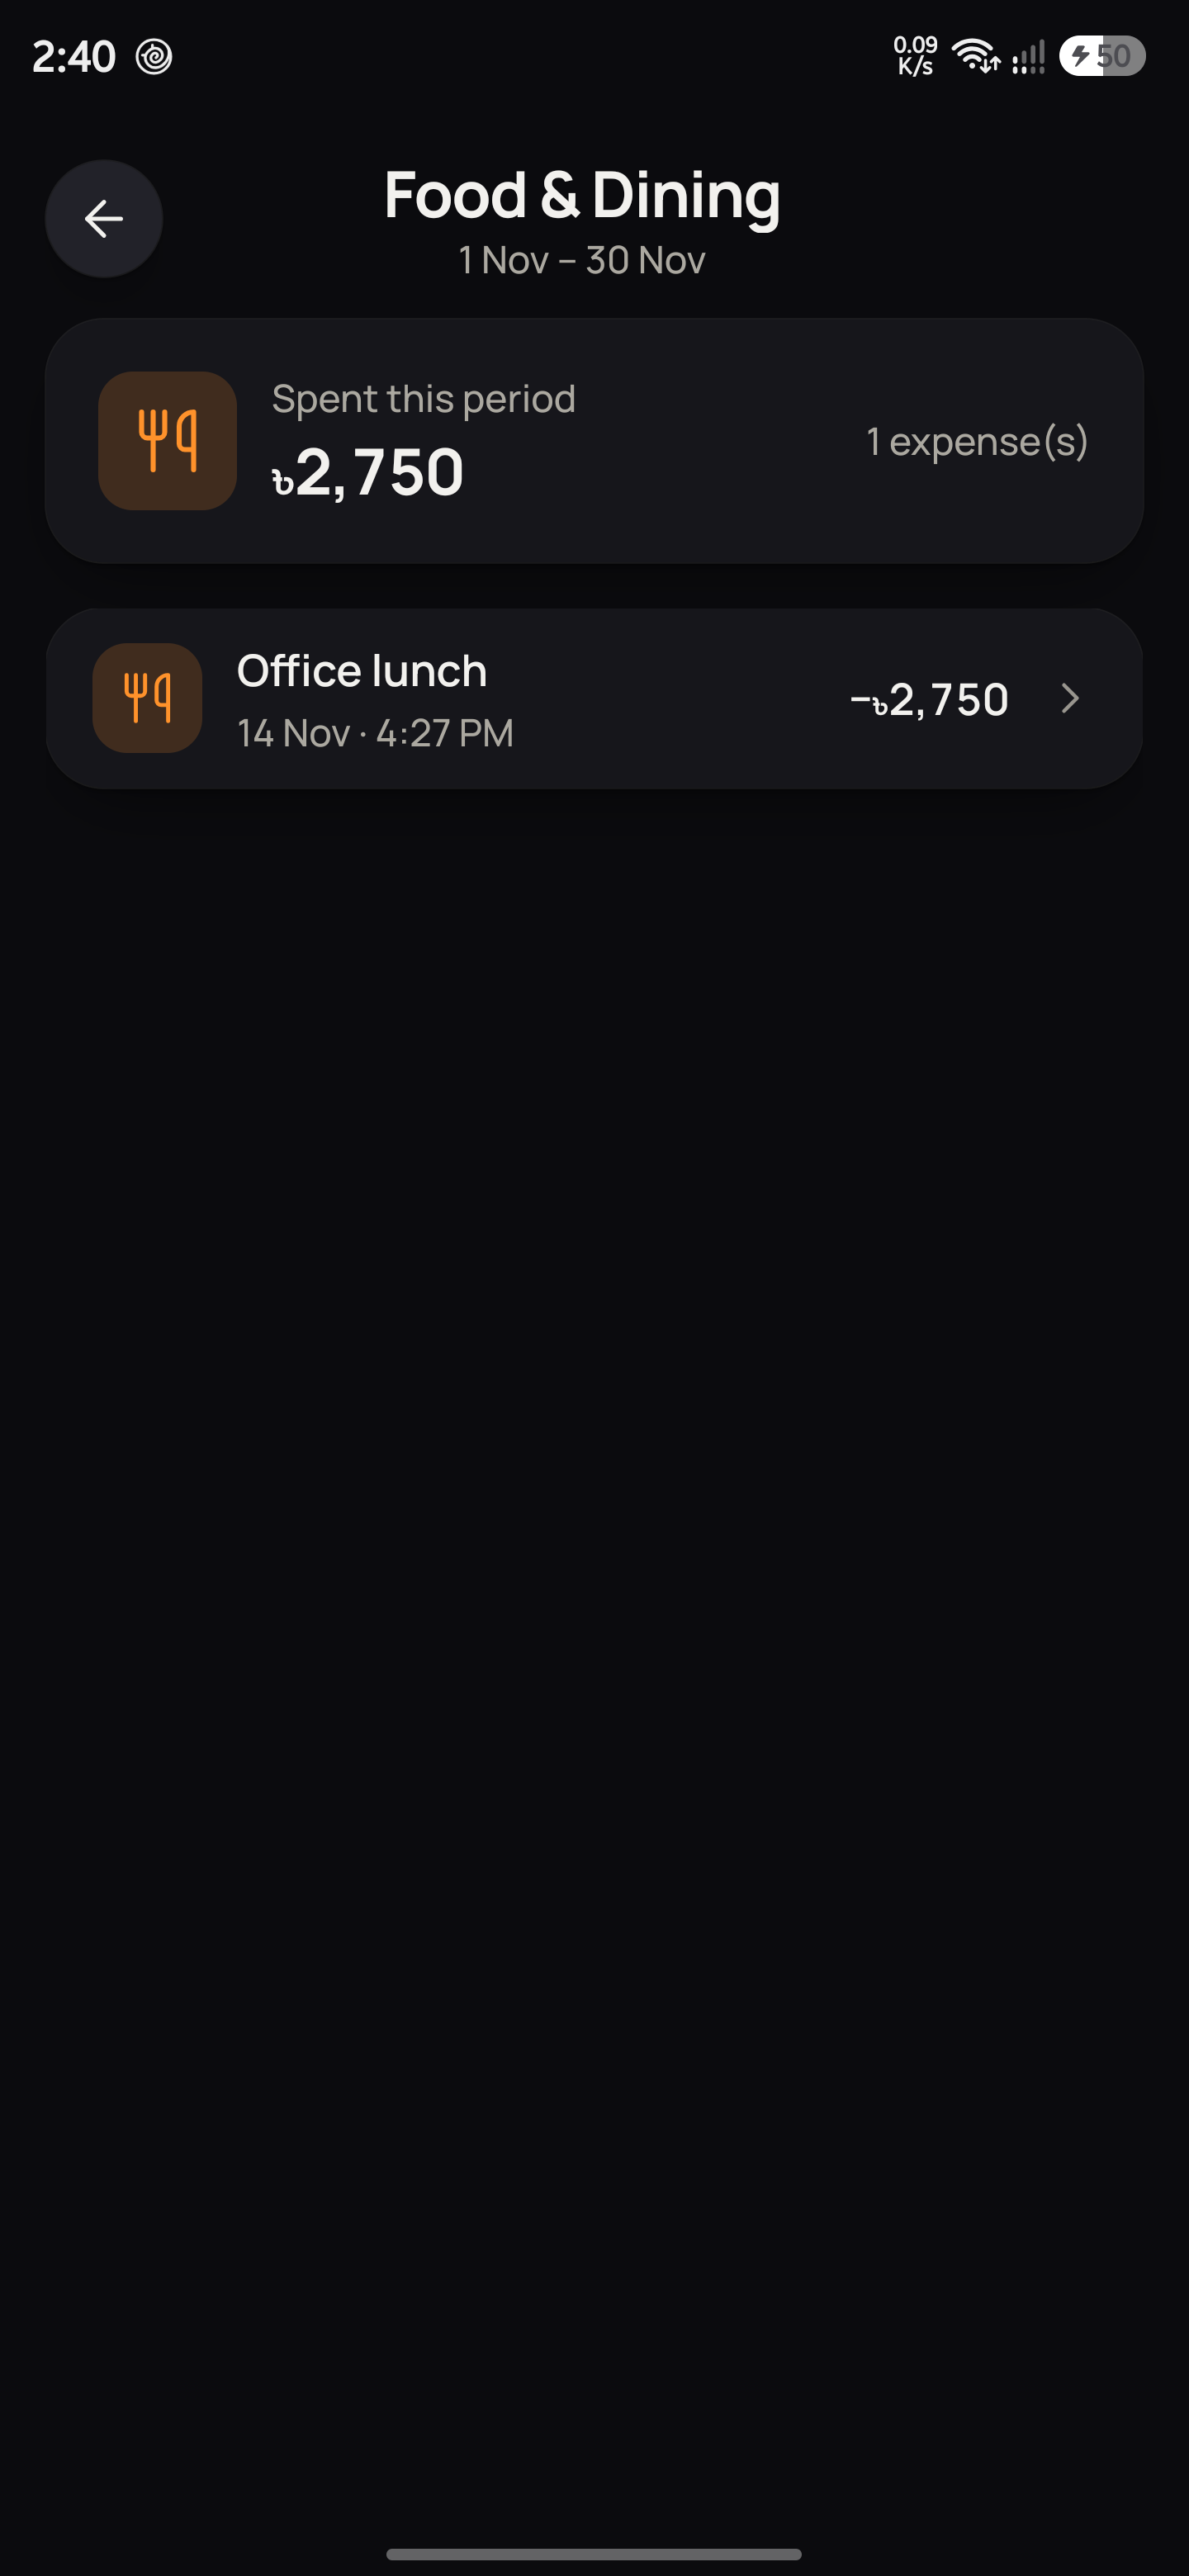 2:40
0.09
K/s
50
Food & Dining
1 Nov – 30 Nov
Spent this period
৳2,750
1 expense(s)
Office lunch
14 Nov · 4:27 PM
−৳2,750